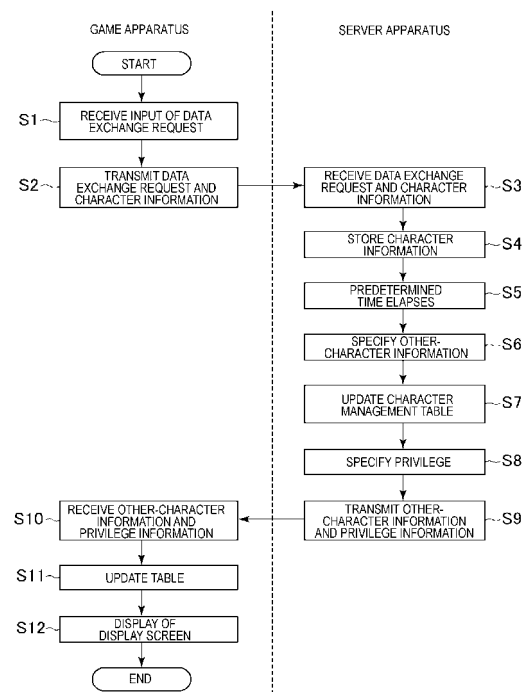 GAME APPARATUS
SERVER APPARATUS
START
S1
RECEIVE INPUT OF DATA
EXCHANGE REQUEST
S2
TRANSMIT DATA
EXCHANGE REQUEST AND
CHARACTER INFORMATION
RECEIVE DATA EXCHANGE
REQUEST AND CHARACTER
INFORMATION
S3
STORE CHARACTER
INFORMATION
S4
PREDETERMINED
TIME ELAPSES
S5
SPECIFY OTHER-
CHARACTER INFORMATION
S6
UPDATE CHARACTER
MANAGEMENT TABLE
S7
SPECIFY PRIVILEGE
S8
TRANSMIT OTHER-
CHARACTER INFORMATION
AND PRIVILEGE INFORMATION
S9
S10
RECEIVE OTHER-CHARACTER
INFORMATION AND
PRIVILEGE INFORMATION
S11
UPDATE TABLE
S12
DISPLAY OF
DISPLAY SCREEN
END